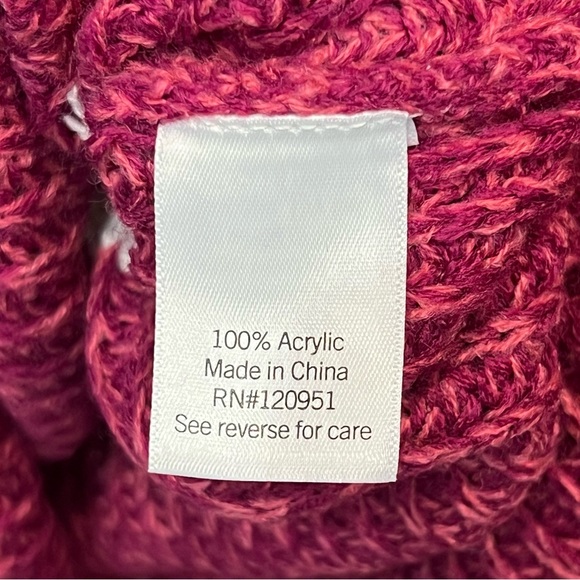 100% Acrylic
Made in China
RN#120951
See reverse for care